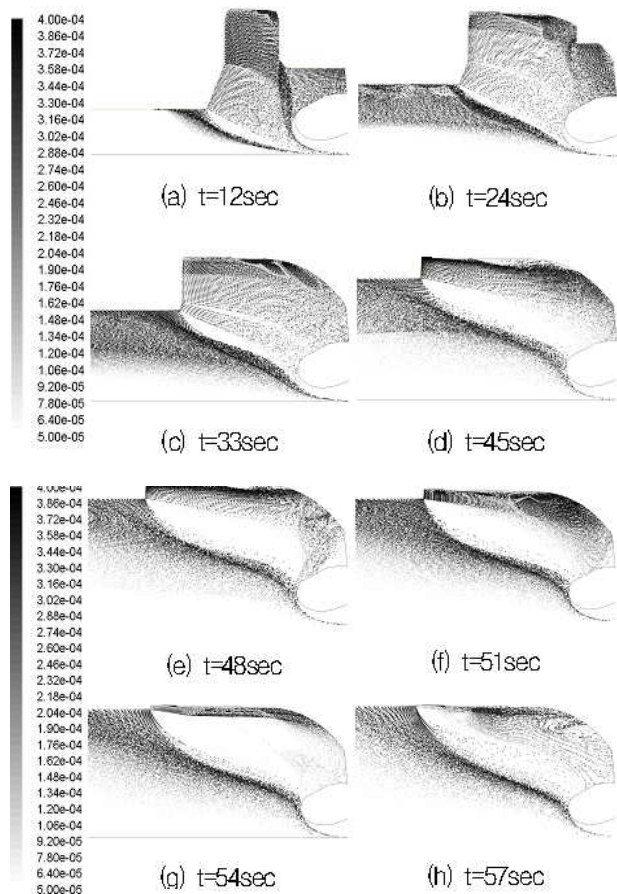 4.00e-04
3.86e-04
3.72e-04
3.58e-04
3.44e-04
3.30e-04
3.16e-04
3.02e-04
2.88e-04
2.74e-04
2.60e-04
2.46e-04
2.32e-04
2.18e-04
2.04e-04
1.90e-04
1.76e-04
1.62e-04
1.48e-04
1.34e-04
1.20e-04
1.06e-04
9.20e-05
7.80e-05
6.40e-05
5.00e-05
(a) t=12sec
(b) t=24sec
(c) t=33sec
(d) t=45sec
4.00e-04
3.86e-04
3.72e-04
3.58e-04
3.44e-04
3.30e-04
3.16e-04
3.02e-04
2.88e-04
2.74e-04
2.60e-04
2.46e-04
2.32e-04
2.18e-04
2.04e-04
1.90e-04
1.76e-04
1.62e-04
1.48e-04
1.34e-04
1.20e-04
1.06e-04
9.20e-05
7.80e-05
6.40e-05
5.00e-05
(e) t=48sec
(f) t=51sec
(g) t=54sec
(h) t=57sec